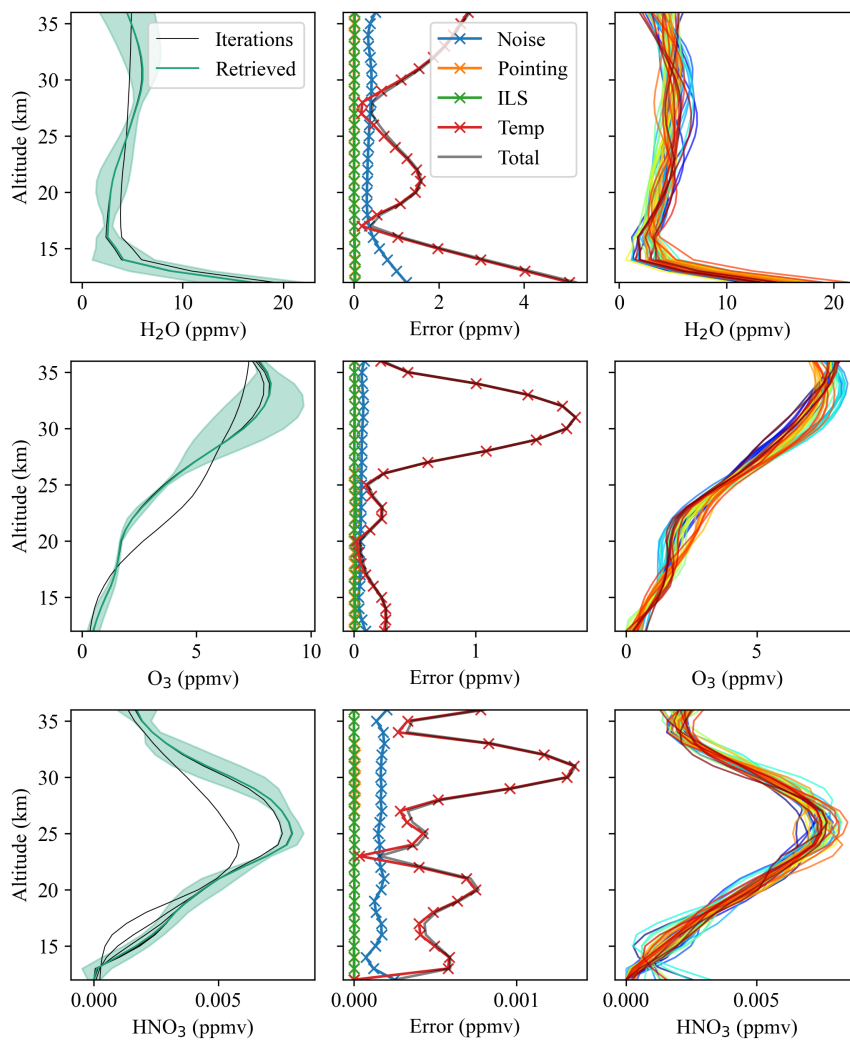 35
30
25
20
15
Altitude (km)
0 10 20
H₂O (ppmv)
Iterations
Retrieved
0 2 4
Error (ppmv)
Noise
Pointing
ILS
Temp
Total
0 10 20
H₂O (ppmv)
35
30
25
20
15
Altitude (km)
0 5 10
O₃ (ppmv)
0 1
Error (ppmv)
0 5
O₃ (ppmv)
35
30
25
20
15
Altitude (km)
0.000 0.005
HNO₃ (ppmv)
0.000 0.001
Error (ppmv)
0.000 0.005
HNO₃ (ppmv)